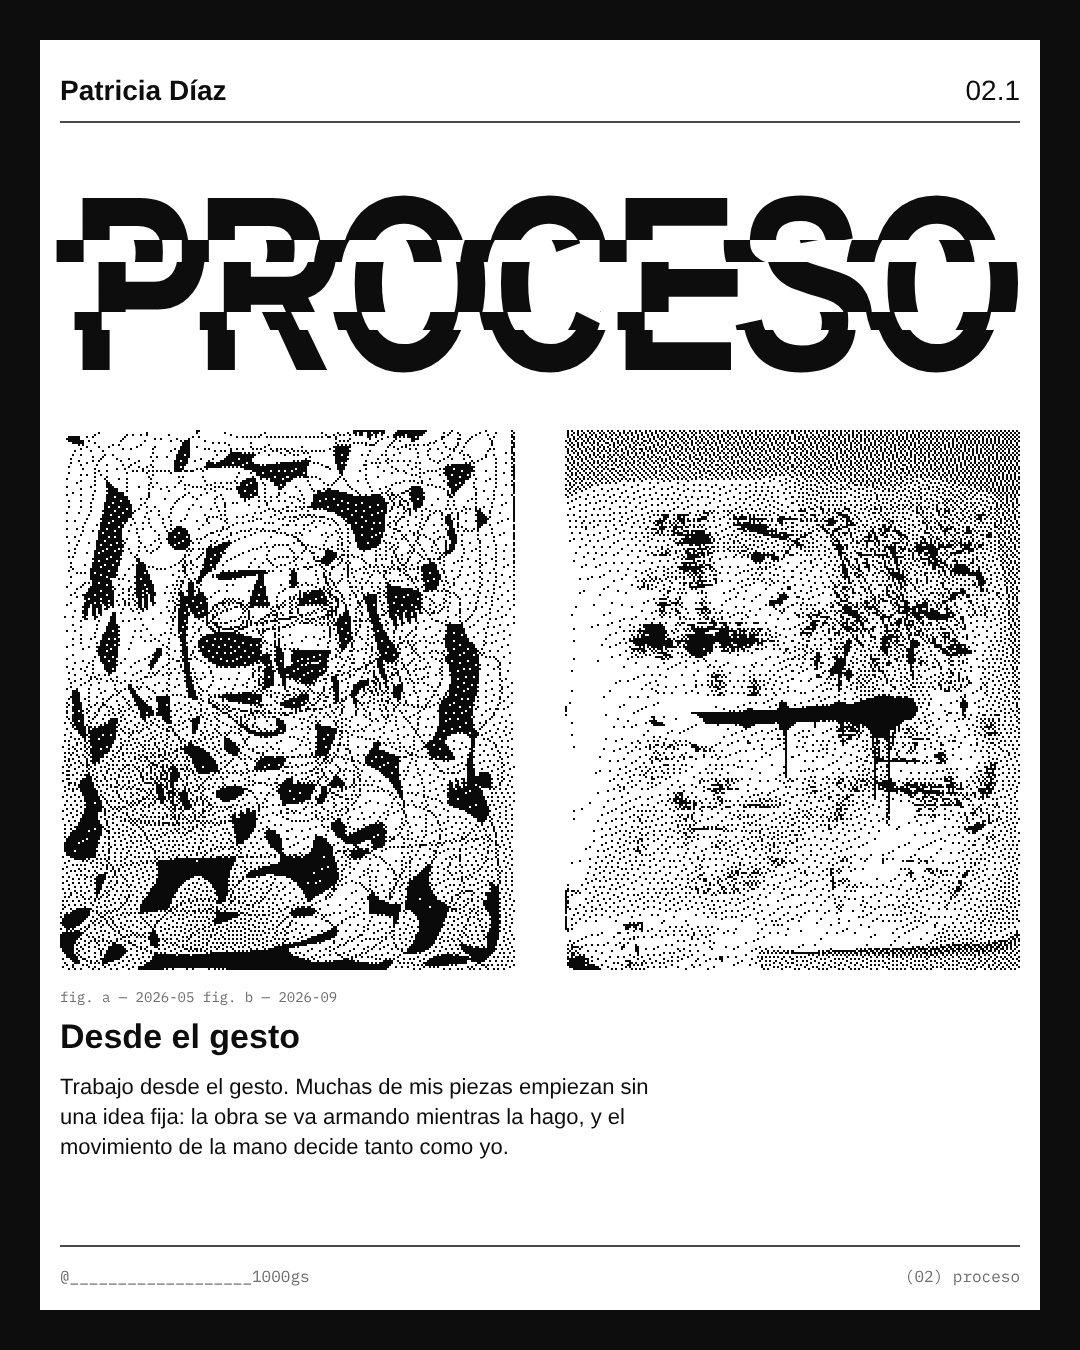 Patricia Díaz
02.1
PROCESO
fig. a — 2026-05 fig. b — 2026-09
Desde el gesto
Trabajo desde el gesto. Muchas de mis piezas empiezan sin
una idea fija: la obra se va armando mientras la hago, y el
movimiento de la mano decide tanto como yo.
@___________________1000gs
(02) proceso